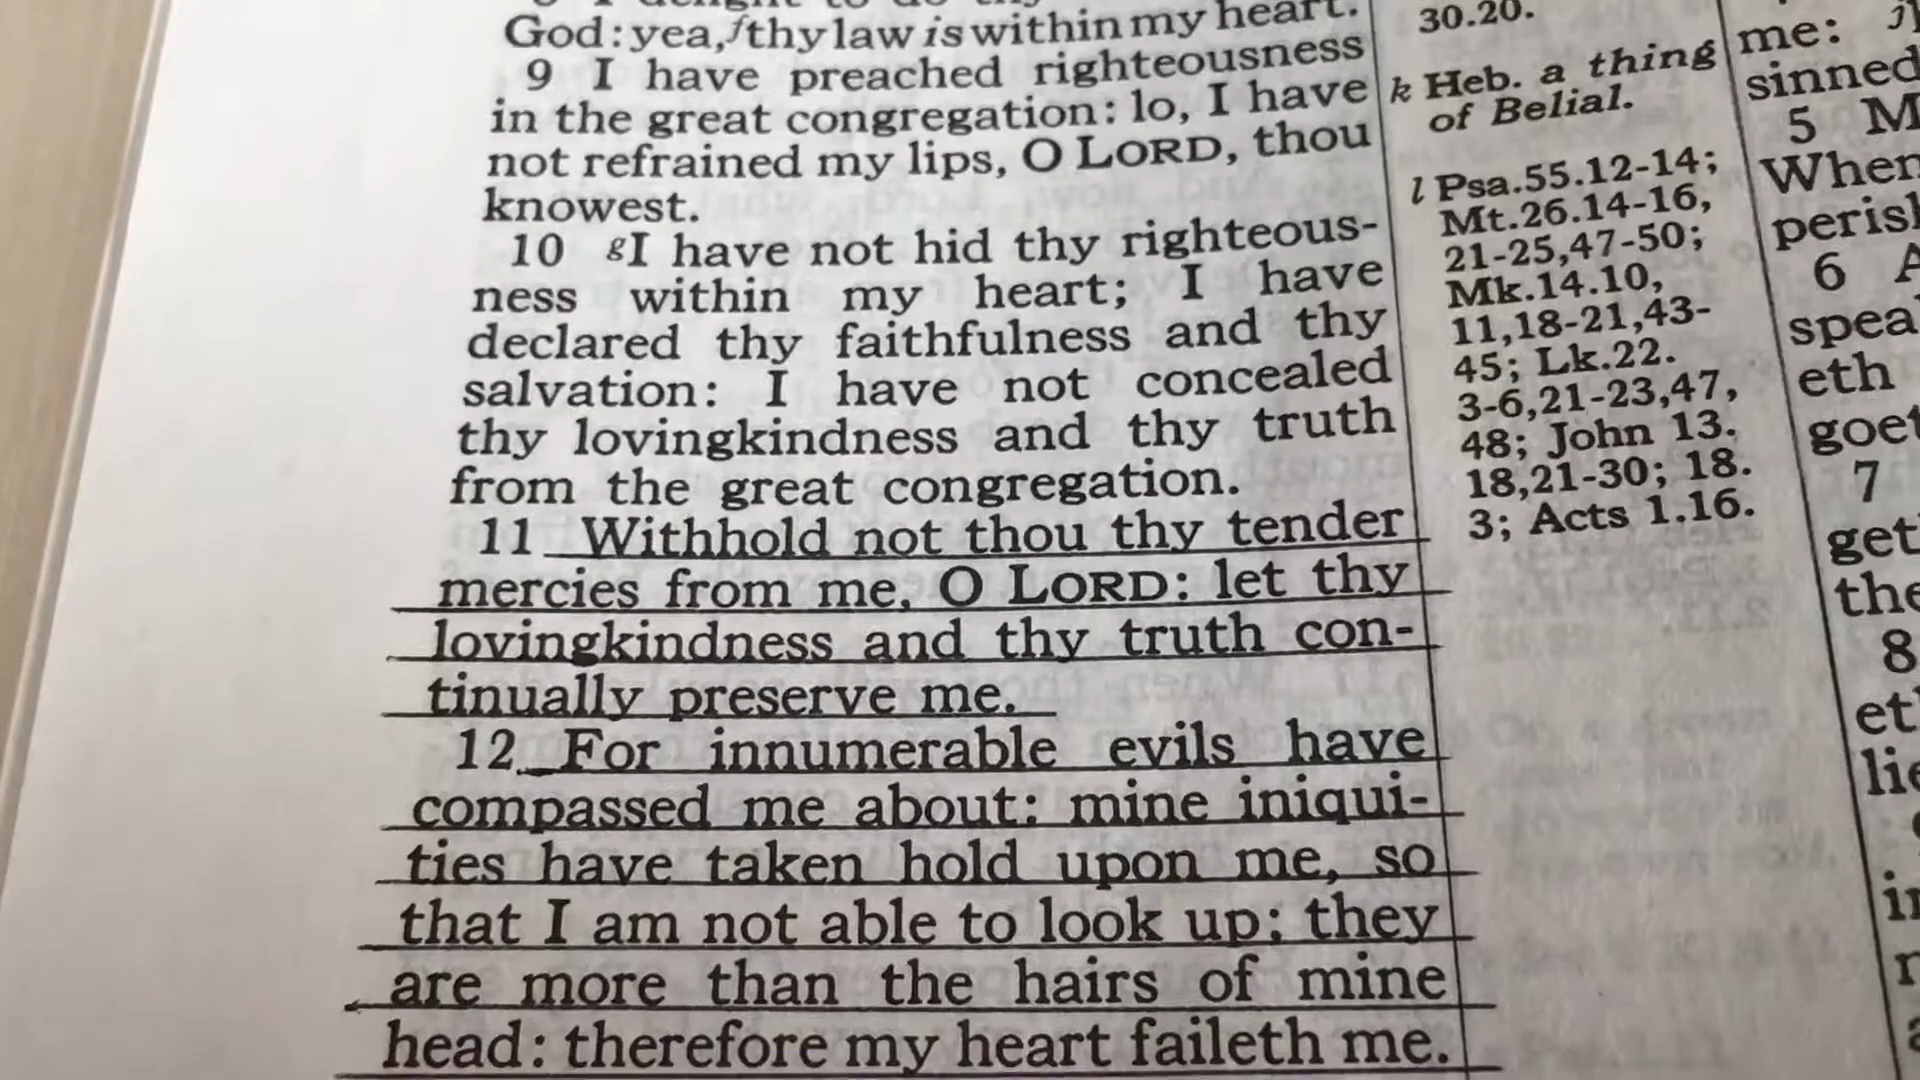 God: yea, fthy law is within my heart.
9 I have preached righteousness
in the great congregation: lo, I have
not refrained my lips, O LORD, thou
knowest.
10 gI have not hid thy righteous-
ness within my heart; I have
declared thy faithfulness and thy
salvation: I have not concealed
thy lovingkindness and thy truth
from the great congregation.
11 Withhold not thou thy tender
mercies from me, O LORD: let thy
lovingkindness and thy truth con-
tinually preserve me.
12 For innumerable evils have
compassed me about: mine iniqui-
ties have taken hold upon me, so
that I am not able to look up; they
are more than the hairs of mine
head: therefore my heart faileth me.
30.20.
k Heb. a thing
of Belial.
l Psa.55.12-14;
Mt.26.14-16,
21-25,47-50;
Mk.14.10,
11,18-21,43-
45; Lk.22.
3-6,21-23,47,
48; John 13.
18,21-30; 18.
3; Acts 1.16.
me:
sinned
5
When
6
eth
7
8